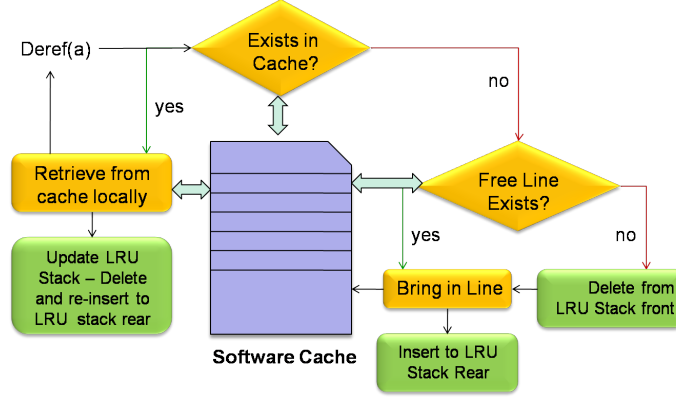 Deref(a)
Exists in
Cache?
yes
no
Retrieve from
cache locally
Free Line
Exists?
Update LRU
Stack – Delete
and re-insert to
LRU stack rear
yes
no
Bring in Line
Delete from
LRU Stack front
Software Cache
Insert to LRU
Stack Rear